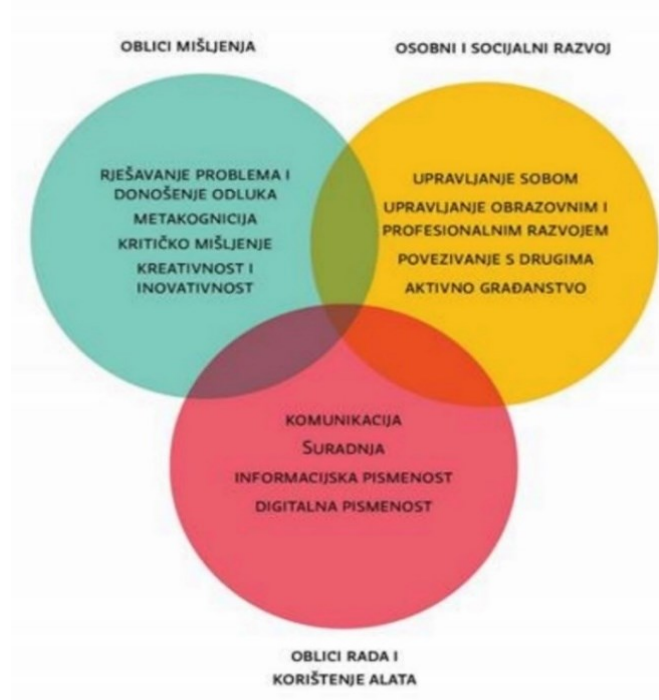 OBLICI MIŠLJENJA
OSOBNI I SOCIJALNI RAZVOJ
RJEŠAVANJE PROBLEMA I
DONOŠENJE ODLUKA
METAKOGNICIJA
KRITIČKO MIŠLJENJE
KREATIVNOST I
INOVATIVNOST
UPRAVLJANJE SOBOM
UPRAVLJANJE OBRAZOVNIM I
PROFESIONALNIM RAZVOJEM
POVEZIVANJE S DRUGIMA
AKTIVNO GRAĐANSTVO
KOMUNIKACIJA
SURADNJA
INFORMACIJSKA PISMENOST
DIGITALNA PISMENOST
OBLICI RADA I
KORIŠTENJE ALATA